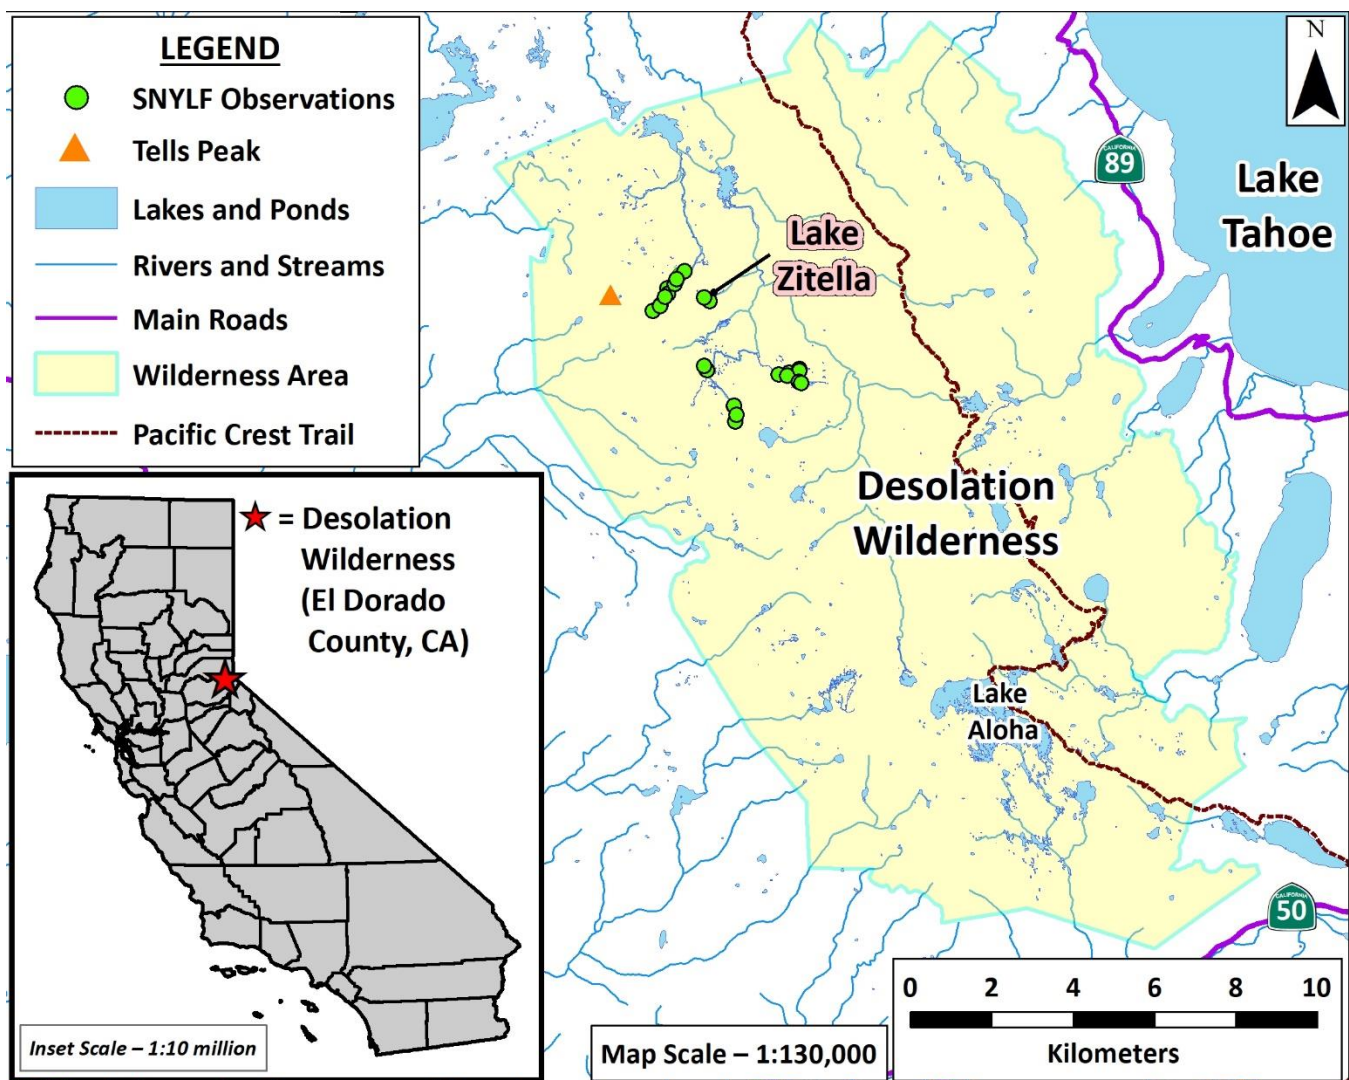 LEGEND
SNYLF Observations
Tells Peak
Lakes and Ponds
Rivers and Streams
Main Roads
Wilderness Area
Pacific Crest Trail
= Desolation
Wilderness
(El Dorado
County, CA)
Inset Scale – 1:10 million
N
CALIFORNIA
89
Lake
Tahoe
Lake
Zitella
Desolation
Wilderness
Lake
Aloha
CALIFORNIA
50
Map Scale – 1:130,000
0 2 4 6 8 10
Kilometers